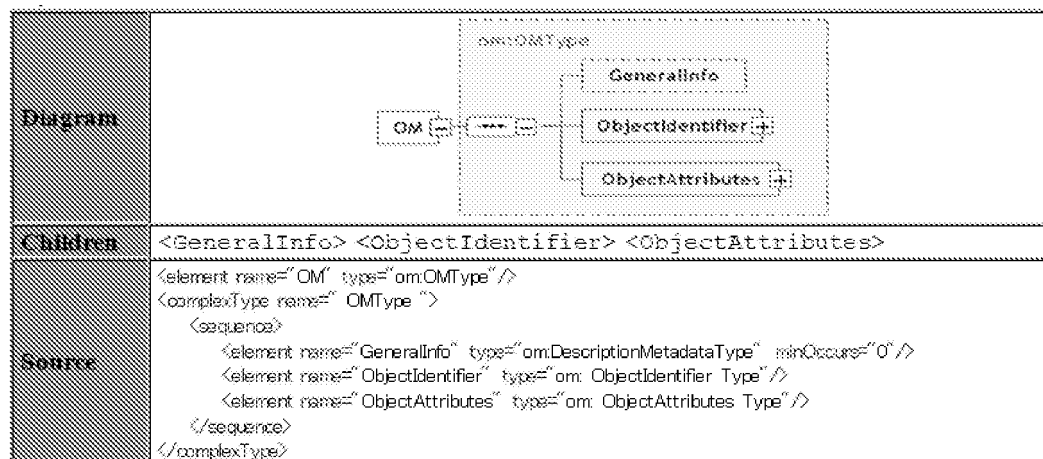 om:OMType
GeneralInfo
Diagram
OM
ObjectIdentifier
ObjectAttributes
Children
<GeneralInfo> <ObjectIdentifier> <ObjectAttributes>
Source
<element name="OM" type="om:OMType"/>
<complexType name=" OMType ">
<sequence>
<element name="GeneralInfo" type="om:DescriptionMetadataType" minOccurs="0"/>
<element name="ObjectIdentifier" type="om: ObjectIdentifier Type"/>
<element name="ObjectAttributes" type="om: ObjectAttributes Type"/>
</sequence>
</complexType>